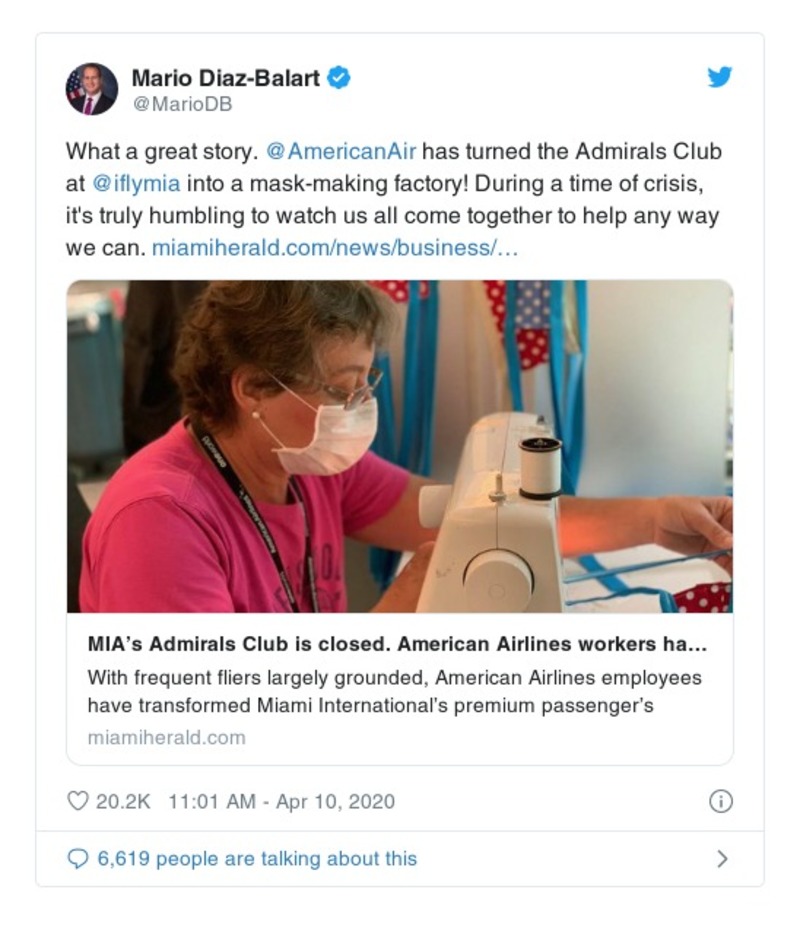 Mario Diaz-Balart
@MarioDB
What a great story. @AmericanAir has turned the Admirals Club
at @iflymia into a mask-making factory! During a time of crisis,
it's truly humbling to watch us all come together to help any way
we can. miamiherald.com/news/business/…
MIA’s Admirals Club is closed. American Airlines workers ha...
With frequent fliers largely grounded, American Airlines employees
have transformed Miami International’s premium passenger’s
miamiherald.com
20.2K 11:01 AM - Apr 10, 2020
6,619 people are talking about this